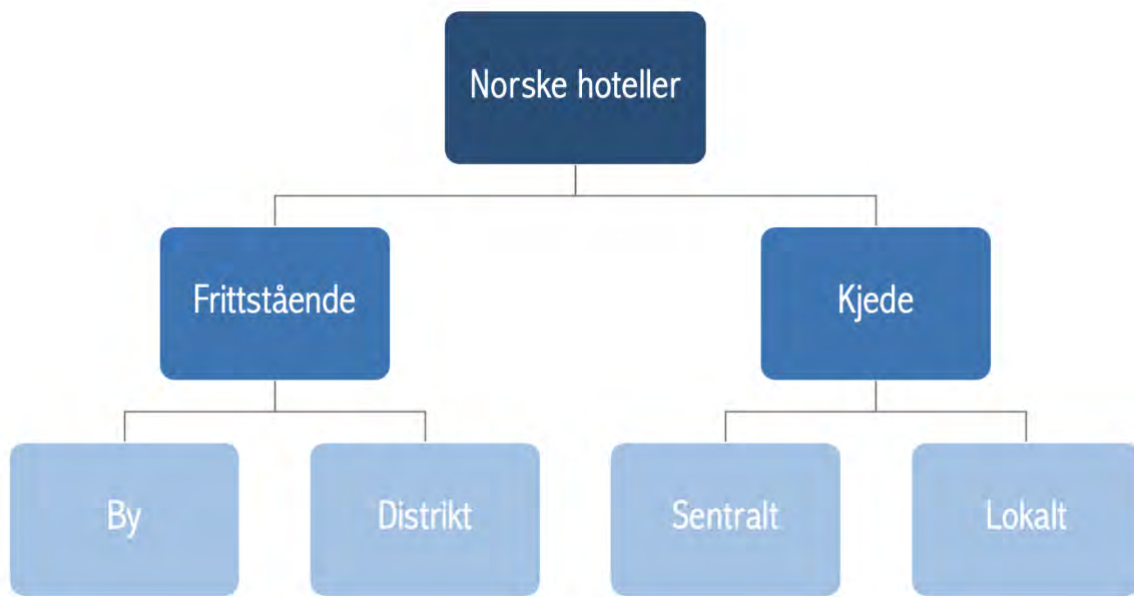 Norske hoteller
Frittstående
Kjede
By
Distrikt
Sentralt
Lokalt